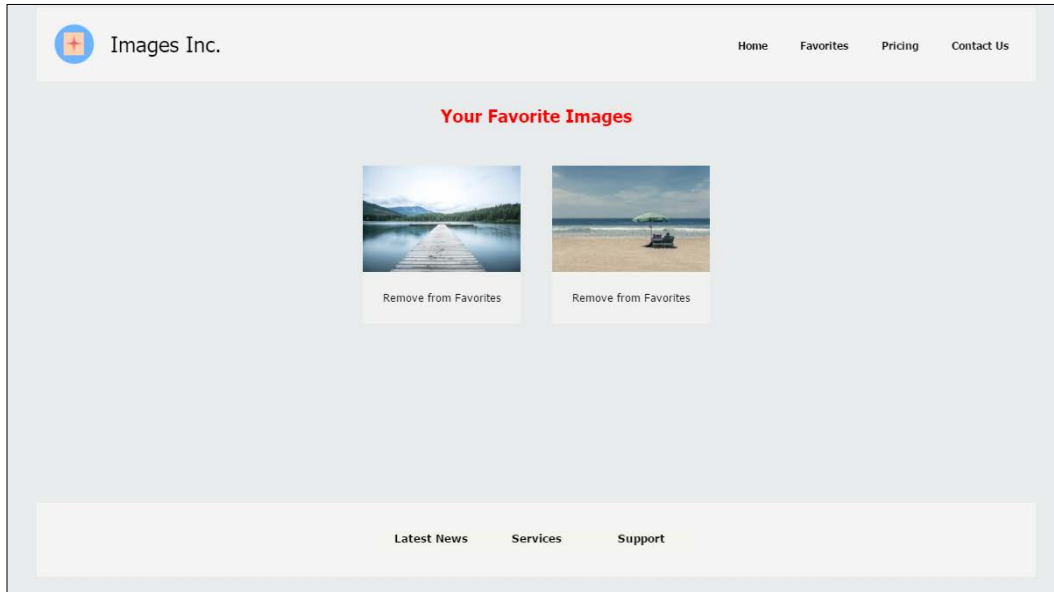 Images Inc.
Home Favorites Pricing Contact Us
Your Favorite Images
Remove from Favorites Remove from Favorites
Latest News Services Support